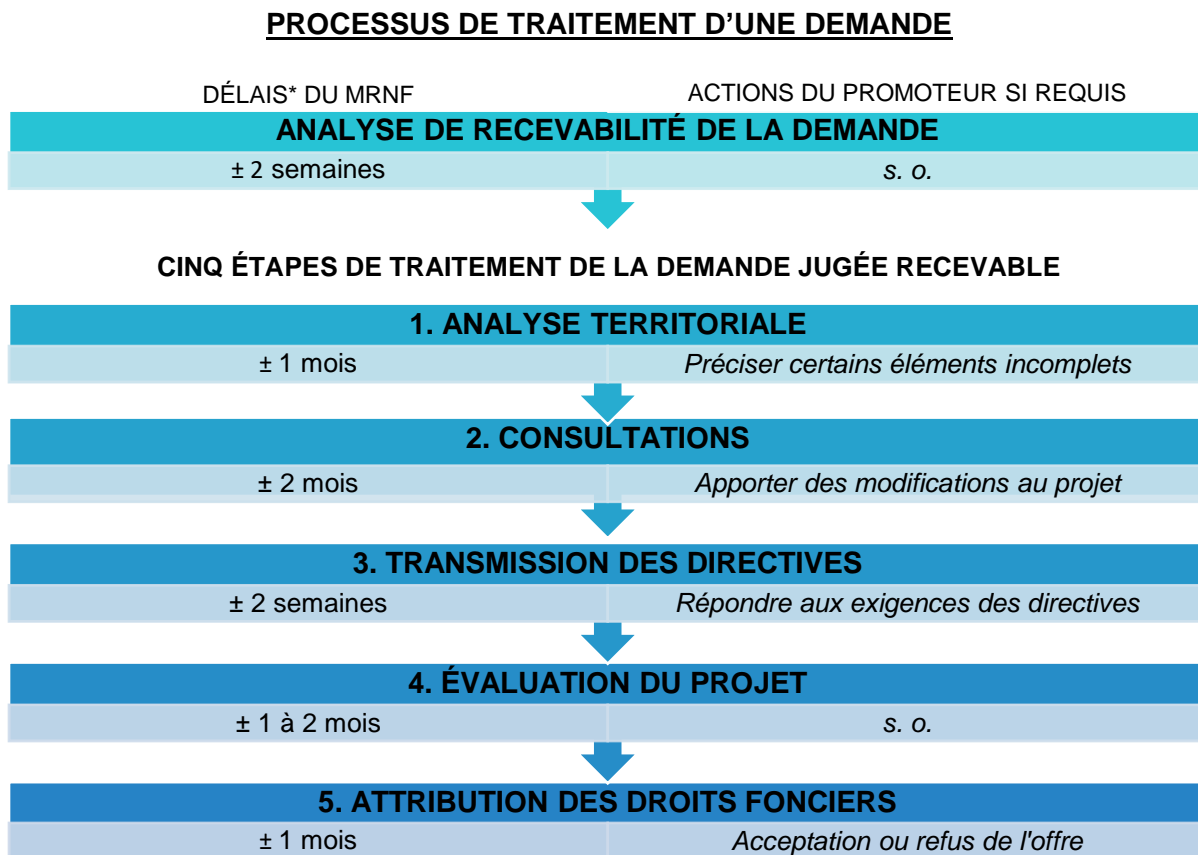 PROCESSUS DE TRAITEMENT D’UNE DEMANDE
DÉLAIS* DU MRNF
ACTIONS DU PROMOTEUR SI REQUIS
ANALYSE DE RECEVABILITÉ DE LA DEMANDE
± 2 semaines
s. o.
CINQ ÉTAPES DE TRAITEMENT DE LA DEMANDE JUGÉE RECEVABLE
1. ANALYSE TERRITORIALE
± 1 mois
Préciser certains éléments incomplets
2. CONSULTATIONS
± 2 mois
Apporter des modifications au projet
3. TRANSMISSION DES DIRECTIVES
± 2 semaines
Répondre aux exigences des directives
4. ÉVALUATION DU PROJET
± 1 à 2 mois
s. o.
5. ATTRIBUTION DES DROITS FONCIERS
± 1 mois
Acceptation ou refus de l'offre